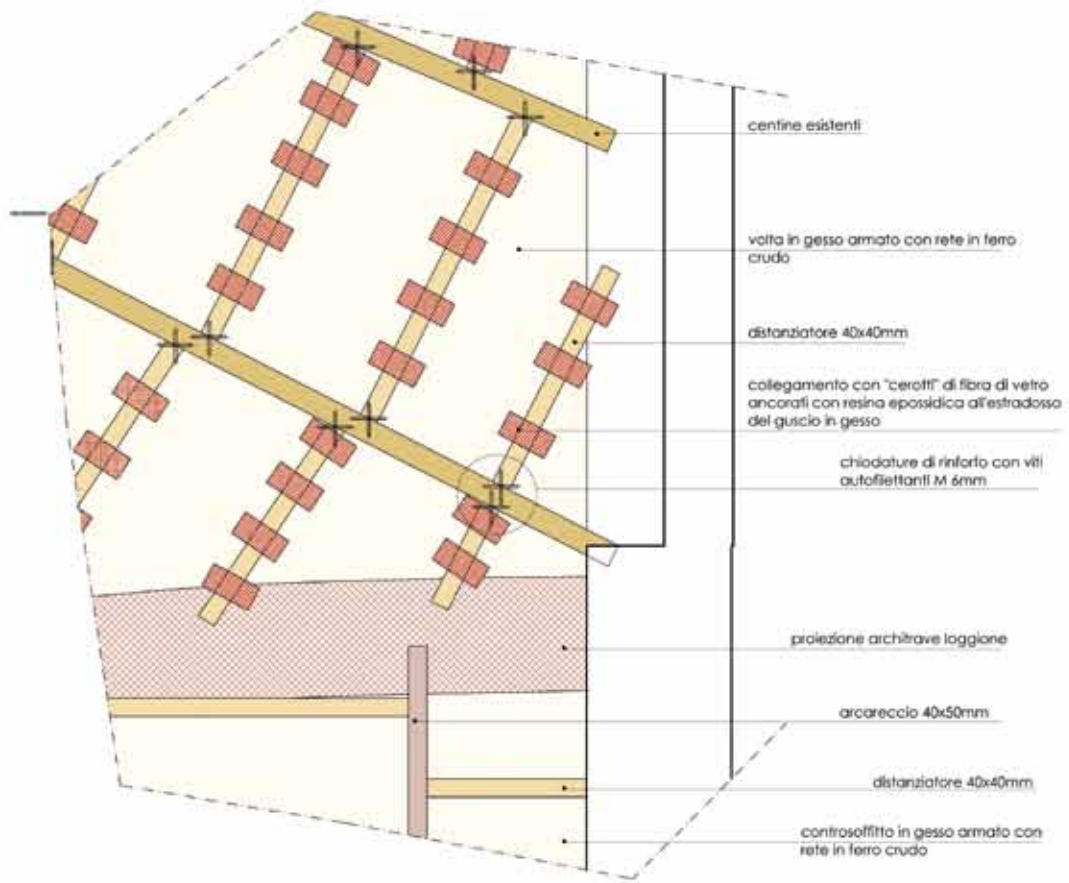 centine esistenti
volta in gesso armato con rete in ferro
crudo
distanziatore 40x40mm
collegamento con "cerotti" di fibra di vetro
ancorati con resina epossidica all'estradosso
del guscio in gesso
chiodature di rinforto con viti
autofilettanti M 6mm
proiezione architrave loggione
arcareccio 40x50mm
distanziatore 40x40mm
controsoffitto in gesso armato con
rete in ferro crudo